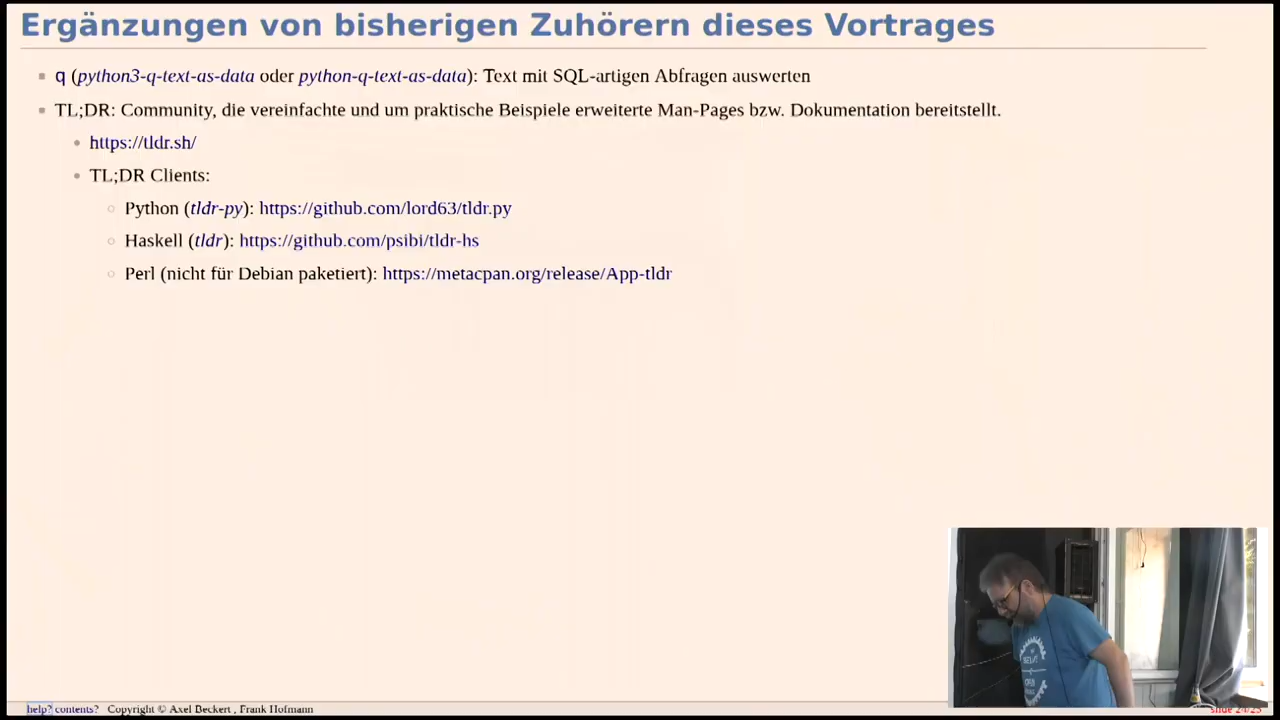 Ergänzungen von bisherigen Zuhörern dieses Vortrages
q (python3-q-text-as-data oder python-q-text-as-data): Text mit SQL-artigen Abfragen auswerten
TL;DR: Community, die vereinfachte und um praktische Beispiele erweiterte Man-Pages bzw. Dokumentation bereitstellt.
https://tldr.sh/
TL;DR Clients:
Python (tldr-py): https://github.com/lord63/tldr.py
Haskell (tldr): https://github.com/psibi/tldr-hs
Perl (nicht für Debian paketiert): https://metacpan.org/release/App-tldr
help? contents? Copyright © Axel Beckert , Frank Hofmann
slide 24/25